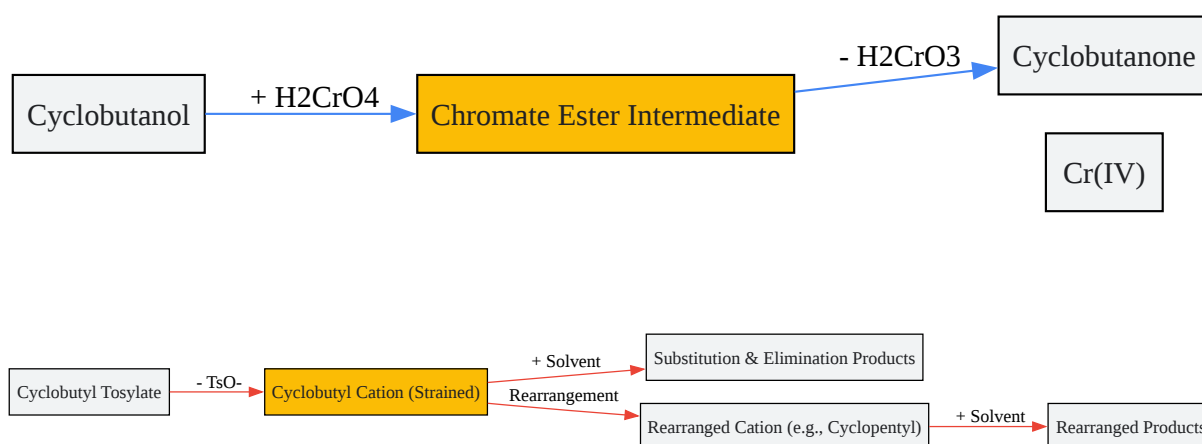 Cyclobutanol
+ H2CrO4
Chromate Ester Intermediate
- H2CrO3
Cyclobutanone
Cr(IV)
Cyclobutyl Tosylate
- TsO-
Cyclobutyl Cation (Strained)
+ Solvent
Substitution & Elimination Products
Rearrangement
Rearranged Cation (e.g., Cyclopentyl)
+ Solvent
Rearranged Products